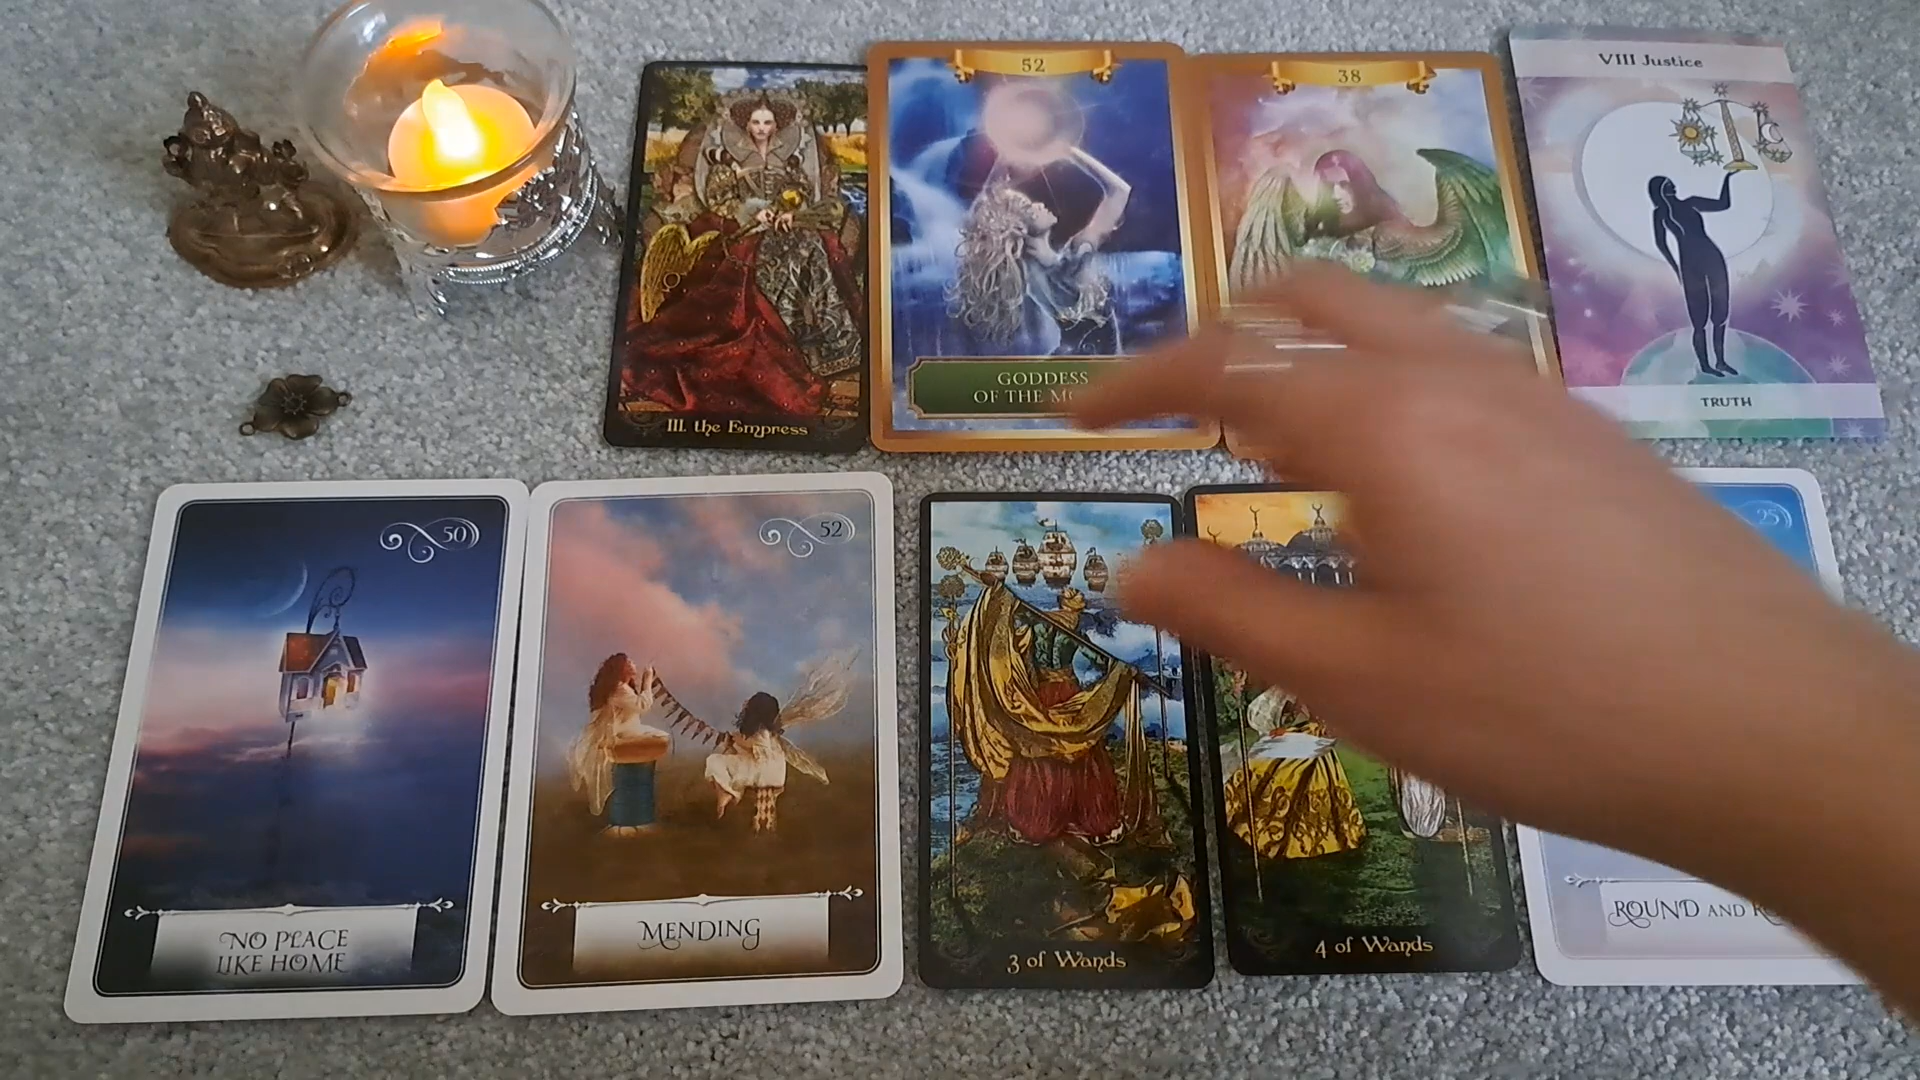 52
38
VIII Justice
GODDESS
OF THE
TRUTH
III. the Empress
50
52
25
NO PLACE
LIKE HOME
MENDING
3 of Wands
4 of Wands
ROUND AND